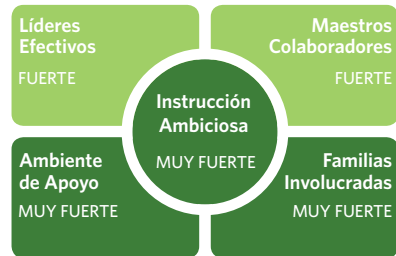 Líderes
Efectivos
FUERTE
Maestros
Colaboradores
FUERTE
Instrucción
Ambiciosa
MUY FUERTE
Ambiente
de Apoyo
MUY FUERTE
Familias
Involucradas
MUY FUERTE